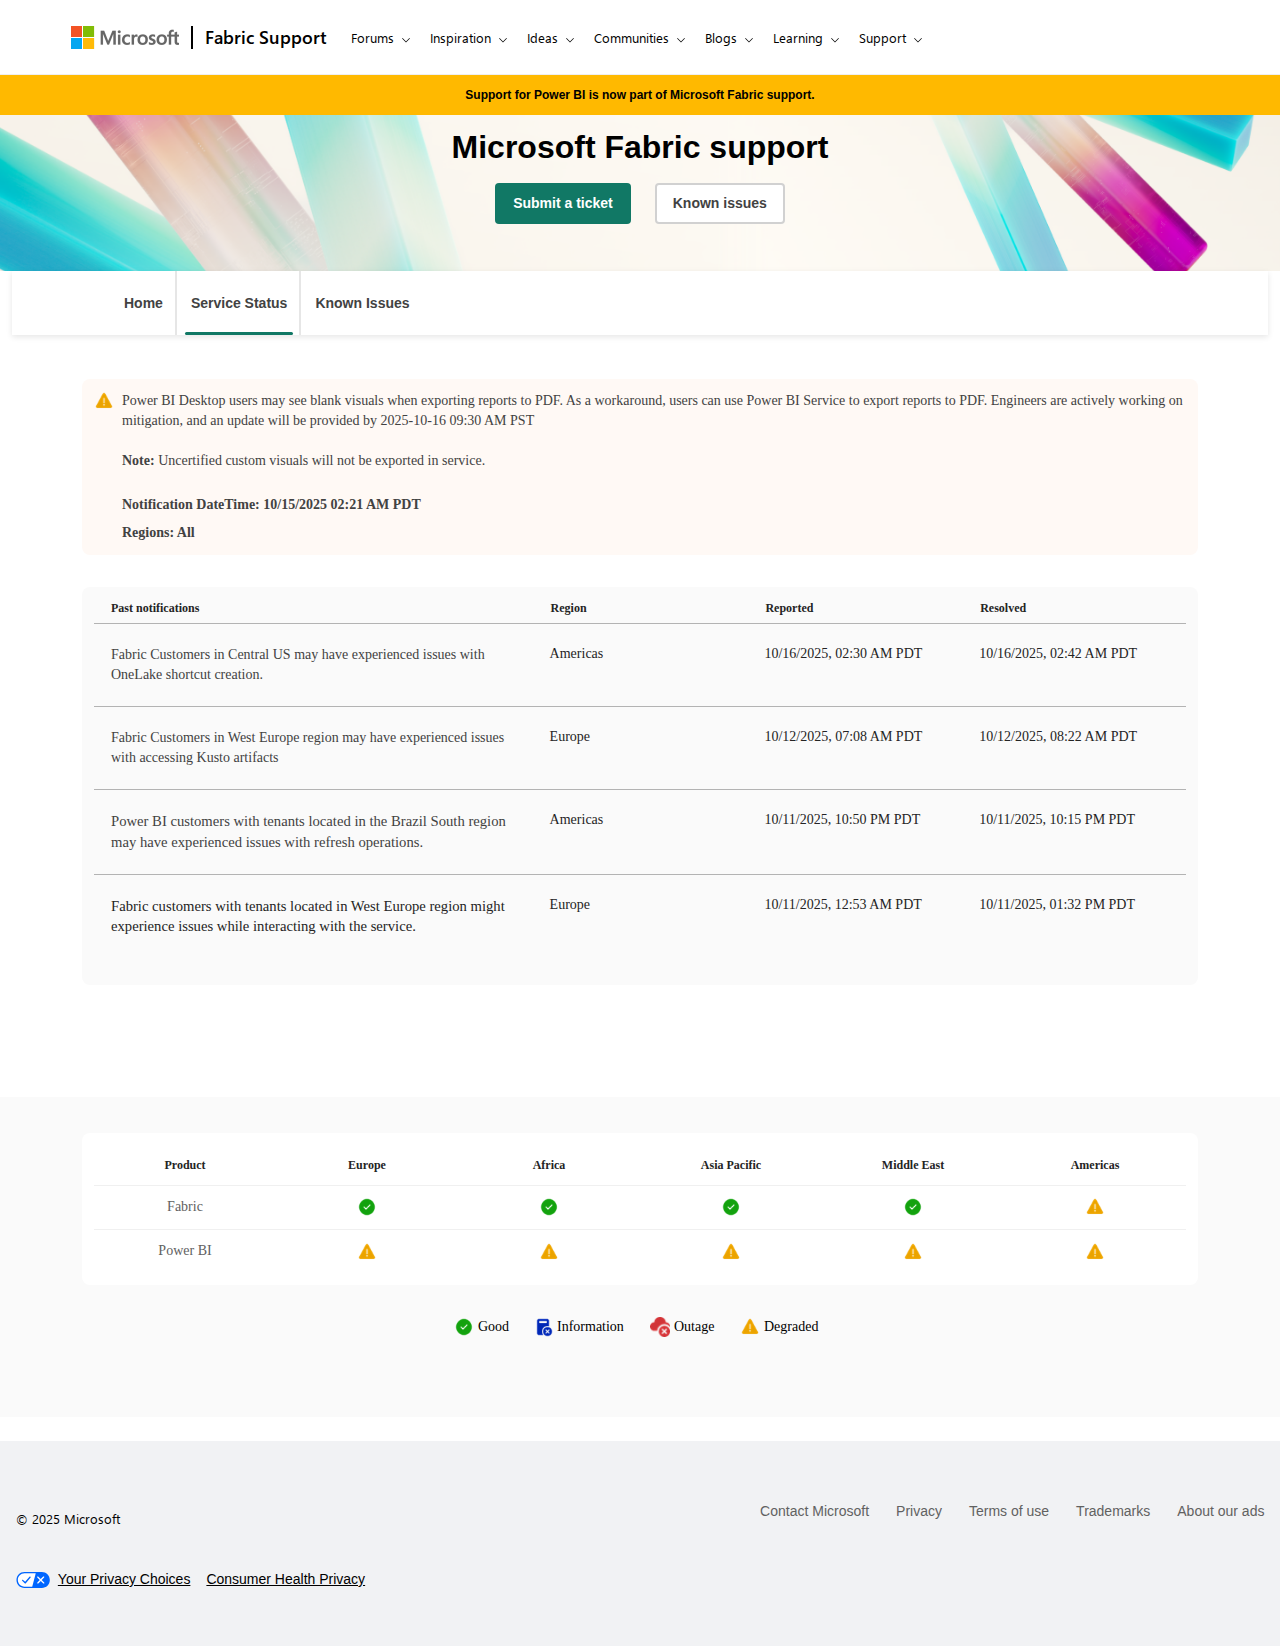 Microsoft Fabric Support Forums Inspiration Ideas Communities Blogs Learning Support
Support for Power BI is now part of Microsoft Fabric support.
Microsoft Fabric support
Submit a ticket Known issues
Home Service Status Known Issues
Power BI Desktop users may see blank visuals when exporting reports to PDF. As a workaround, users can use Power BI Service to export reports to PDF. Engineers are actively working on
mitigation, and an update will be provided by 2025-10-16 09:30 AM PST
Note: Uncertified custom visuals will not be exported in service.
Notification DateTime: 10/15/2025 02:21 AM PDT
Regions: All
Past notifications Region Reported Resolved
Fabric Customers in Central US may have experienced issues with Americas 10/16/2025, 02:30 AM PDT 10/16/2025, 02:42 AM PDT
OneLake shortcut creation.
Fabric Customers in West Europe region may have experienced issues Europe 10/12/2025, 07:08 AM PDT 10/12/2025, 08:22 AM PDT
with accessing Kusto artifacts
Power BI customers with tenants located in the Brazil South region Americas 10/11/2025, 10:50 PM PDT 10/11/2025, 10:15 PM PDT
may have experienced issues with refresh operations.
Fabric customers with tenants located in West Europe region might Europe 10/11/2025, 12:53 AM PDT 10/11/2025, 01:32 PM PDT
experience issues while interacting with the service.
Product Europe Africa Asia Pacific Middle East Americas
Fabric
Power BI
Good Information Outage Degraded
Contact Microsoft Privacy Terms of use Trademarks About our ads
© 2025 Microsoft
Your Privacy Choices Consumer Health Privacy